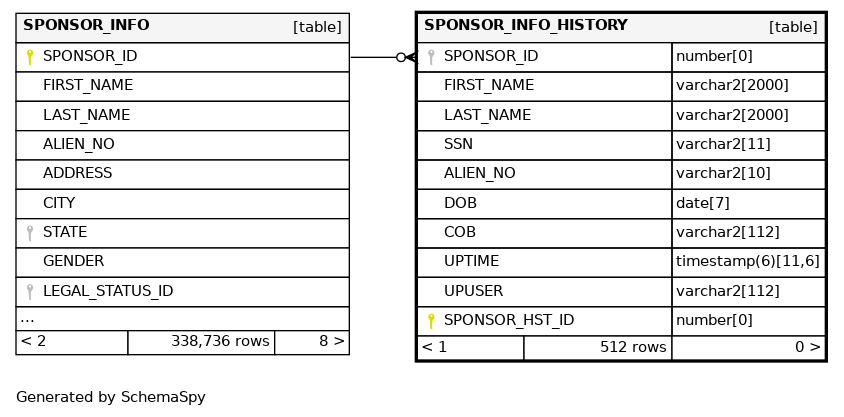 SPONSOR_INFO [table]
SPONSOR_ID
FIRST_NAME
LAST_NAME
ALIEN_NO
ADDRESS
CITY
STATE
GENDER
LEGAL_STATUS_ID
...
< 2 338,736 rows 8 >
SPONSOR_INFO_HISTORY [table]
SPONSOR_ID number[0]
FIRST_NAME varchar2[2000]
LAST_NAME varchar2[2000]
SSN varchar2[11]
ALIEN_NO varchar2[10]
DOB date[7]
COB varchar2[112]
UPTIME timestamp(6)[11,6]
UPUSER varchar2[112]
SPONSOR_HST_ID number[0]
< 1 512 rows 0 >
Generated by SchemaSpy